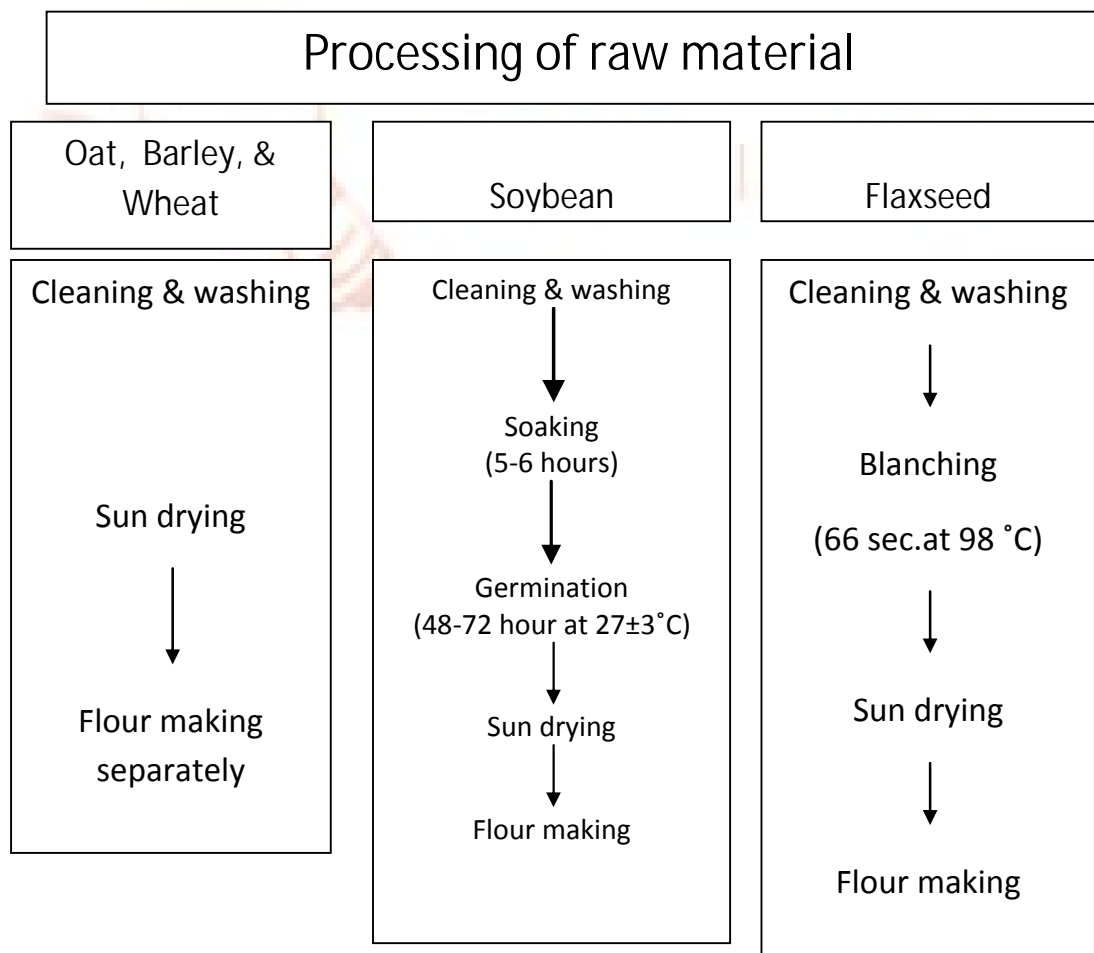 Processing of raw material
Oat, Barley, &
Wheat
Cleaning & washing
Sun drying
Flour making
separately
Soybean
Cleaning & washing
Soaking
(5-6 hours)
Germination
(48-72 hour at 27±3˚C)
Sun drying
Flour making
Flaxseed
Cleaning & washing
Blanching
(66 sec.at 98 ˚C)
Sun drying
Flour making